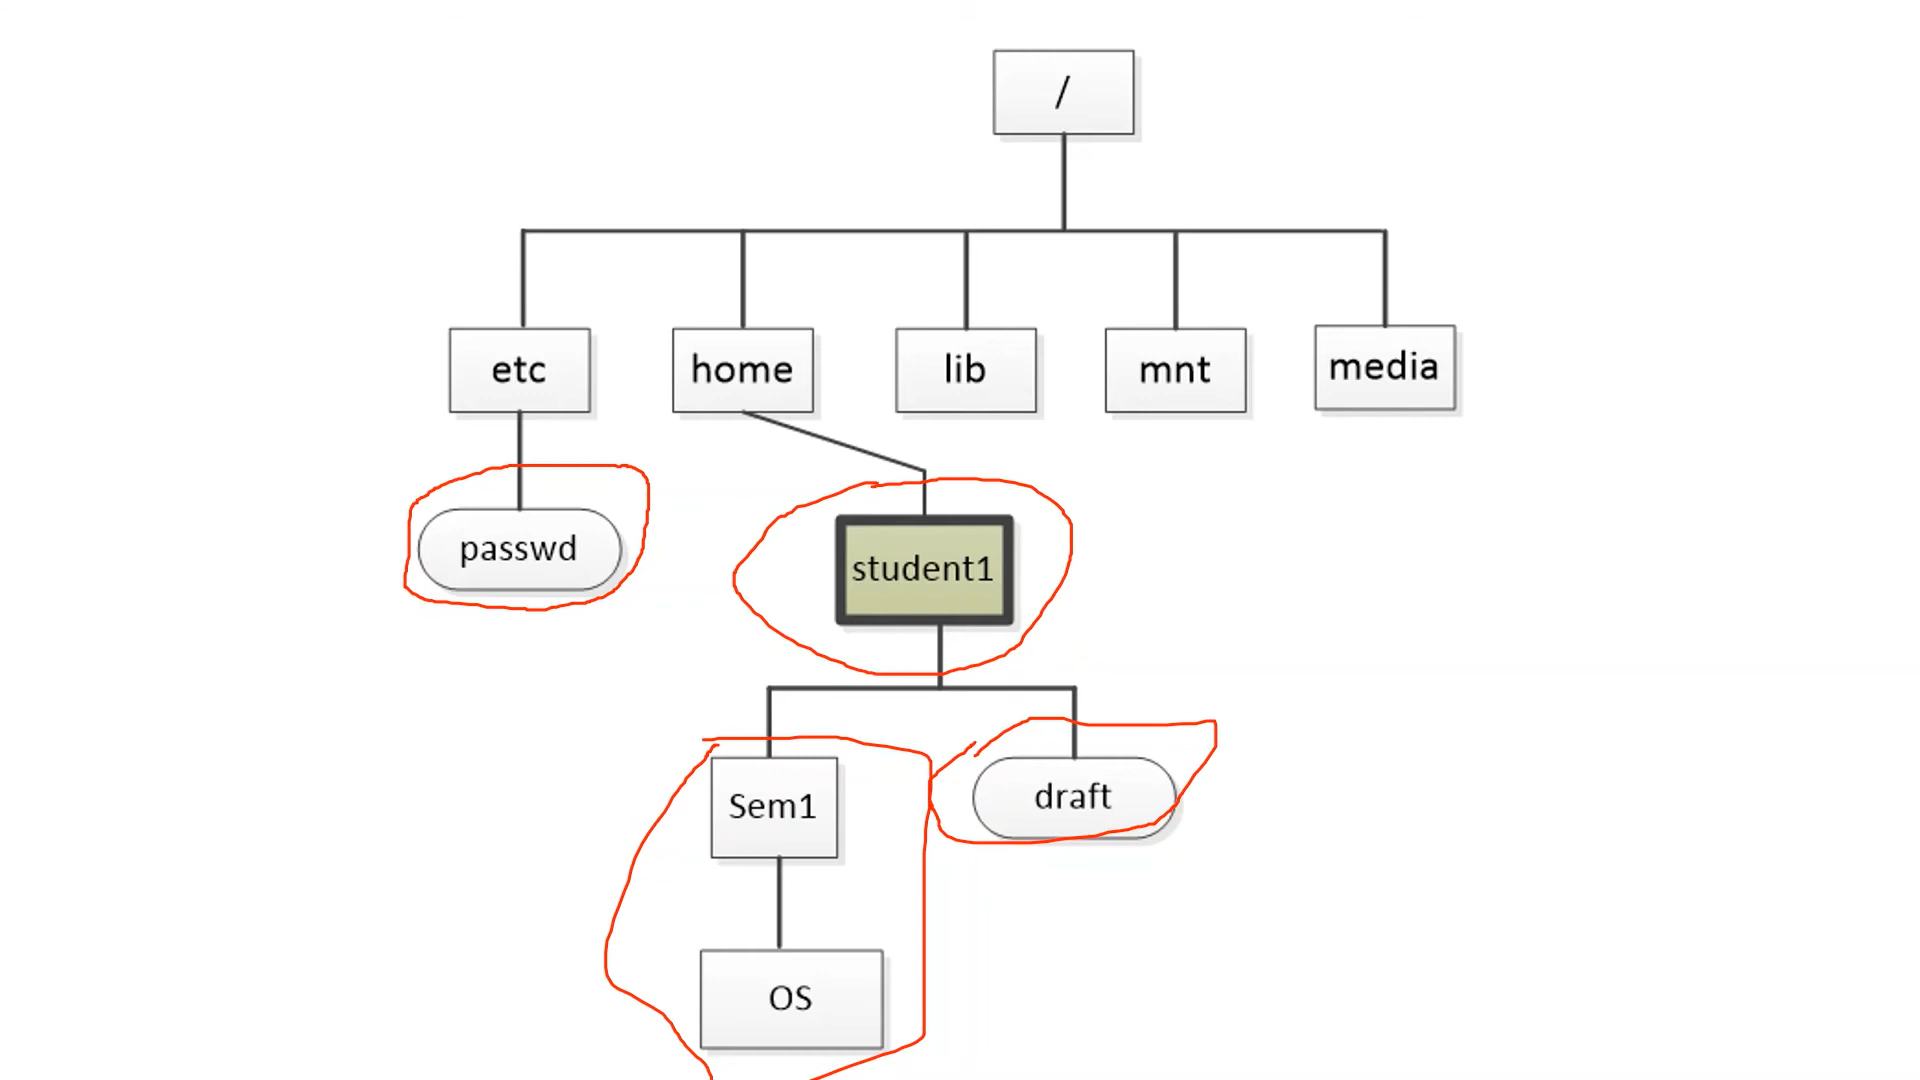 /
etc
home
lib
mnt
media
passwd
student1
Sem1
draft
OS